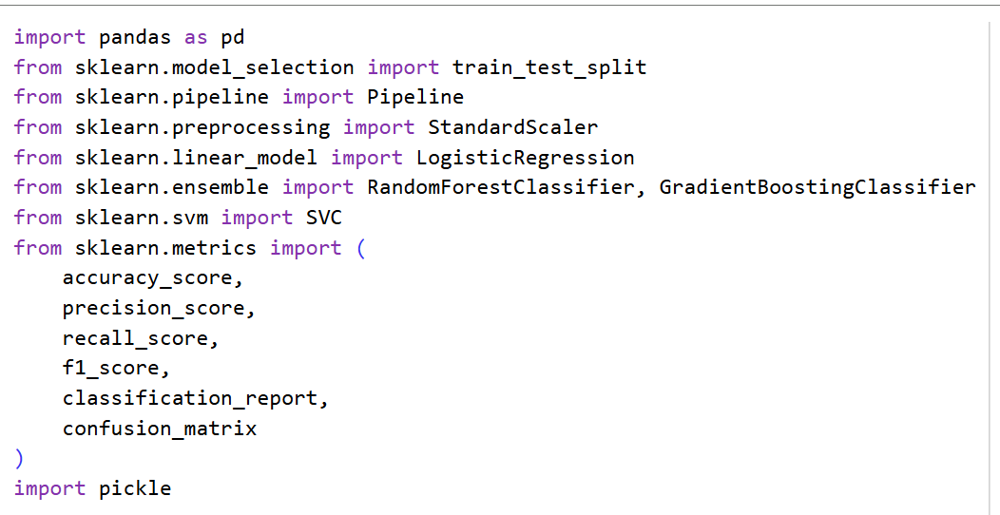 import pandas as pd
from sklearn.model_selection import train_test_split
from sklearn.pipeline import Pipeline
from sklearn.preprocessing import StandardScaler
from sklearn.linear_model import LogisticRegression
from sklearn.ensemble import RandomForestClassifier, GradientBoostingClassifier
from sklearn.svm import SVC
from sklearn.metrics import (
    accuracy_score,
    precision_score,
    recall_score,
    f1_score,
    classification_report,
    confusion_matrix
)
import pickle